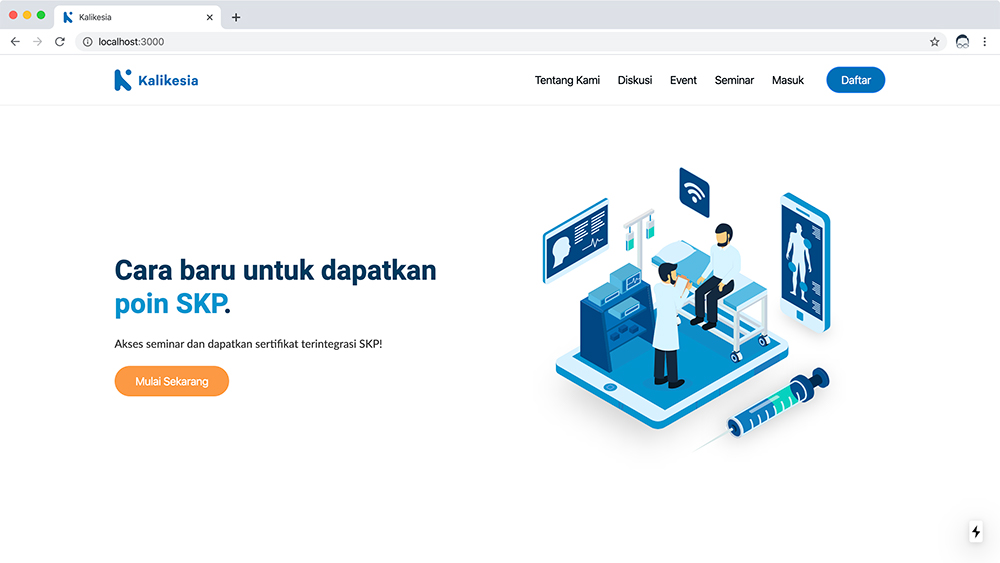 Kalikesia
localhost:3000
Kalikesia
Tentang Kami Diskusi Event Seminar Masuk Daftar
Cara baru untuk dapatkan
poin SKP.
Akses seminar dan dapatkan sertifikat terintegrasi SKP!
Mulai Sekarang